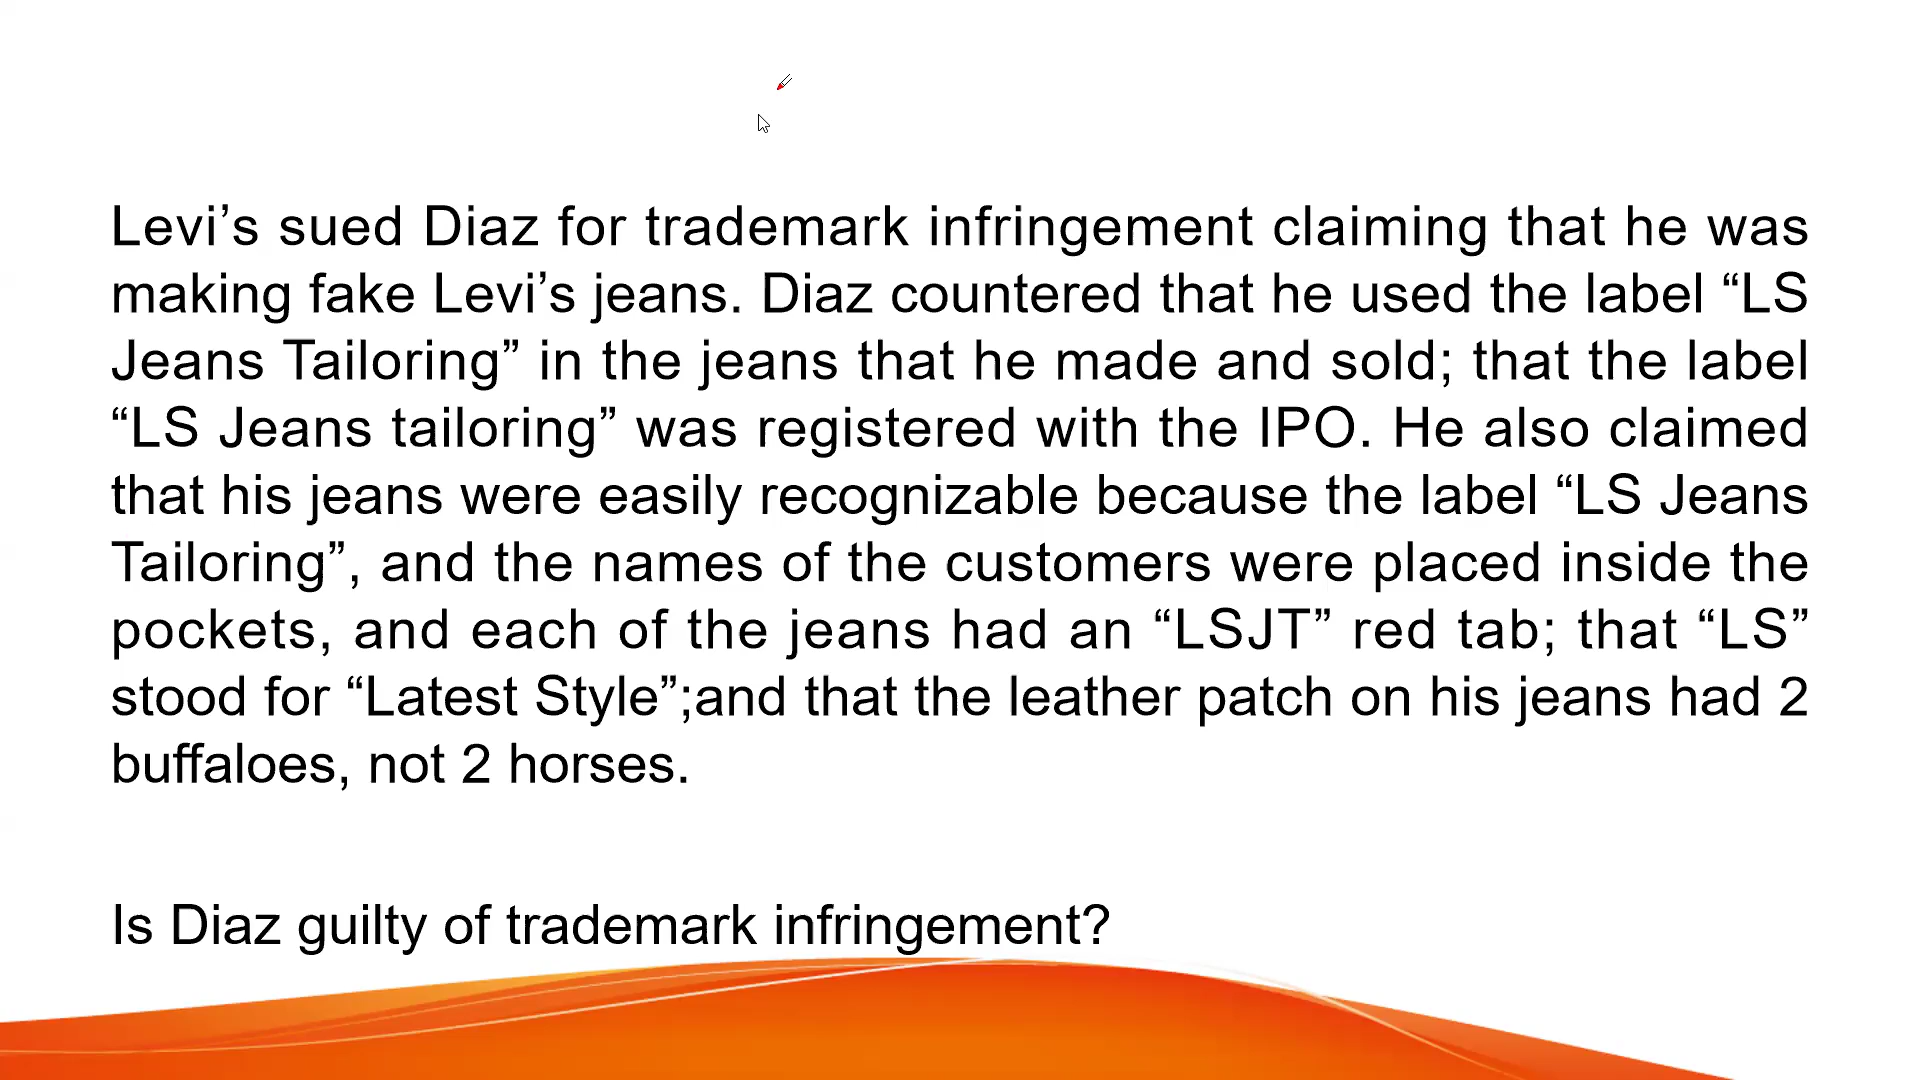 Levi’s sued Diaz for trademark infringement claiming that he was
making fake Levi’s jeans. Diaz countered that he used the label “LS
Jeans Tailoring” in the jeans that he made and sold; that the label
“LS Jeans tailoring” was registered with the IPO. He also claimed
that his jeans were easily recognizable because the label “LS Jeans
Tailoring”, and the names of the customers were placed inside the
pockets, and each of the jeans had an “LSJT” red tab; that “LS”
stood for “Latest Style”;and that the leather patch on his jeans had 2
buffaloes, not 2 horses.
Is Diaz guilty of trademark infringement?